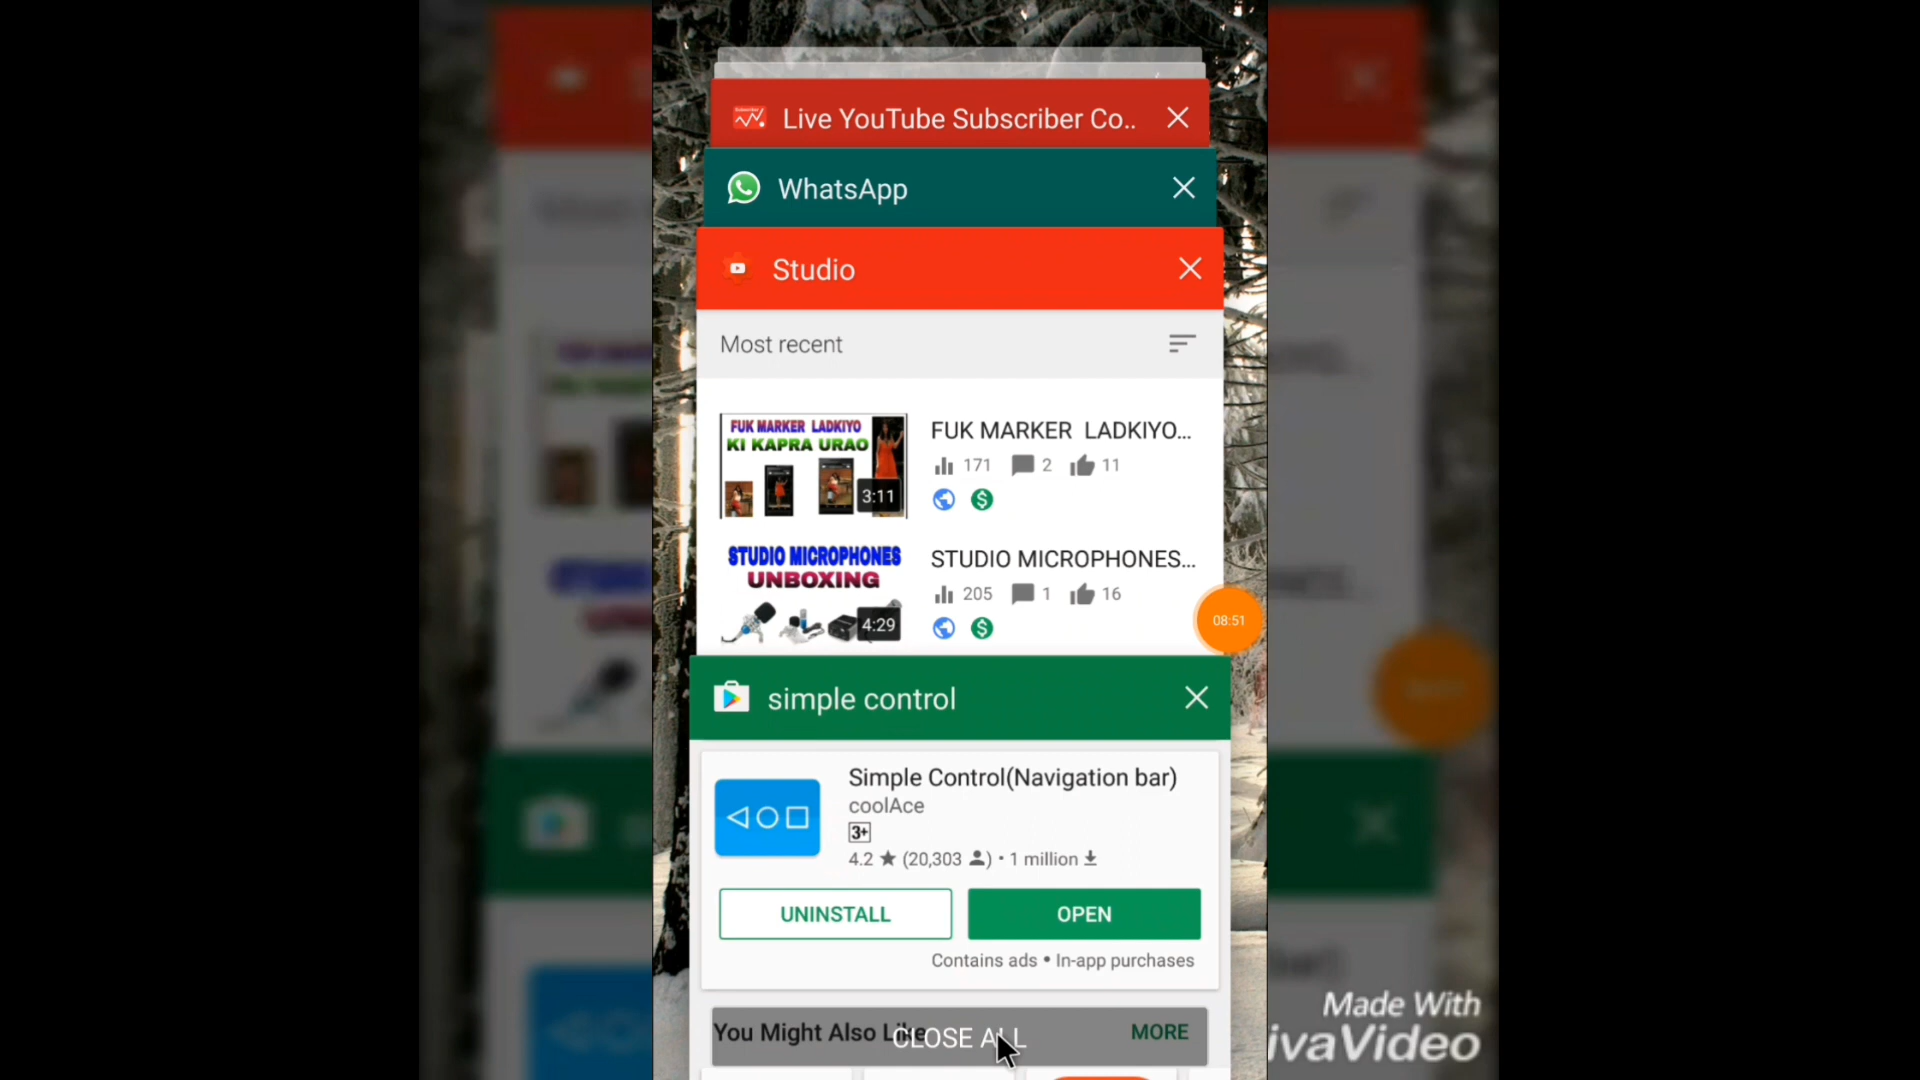 Live YouTube Subscriber Co..
WhatsApp
Studio
Most recent
FUK MARKER LADKIYO
KI KAPRA URAO
3:11
FUK MARKER LADKIYO...
171 2 11
STUDIO MICROPHONES
UNBOXING
4:29
STUDIO MICROPHONES...
205 1 16
08:51
simple control
Simple Control(Navigation bar)
coolAce
3+
4.2 ★ (20,303) • 1 million
UNINSTALL
OPEN
Contains ads • In-app purchases
You Might Also Like
CLOSE ALL
MORE
Made With
ivaVideo